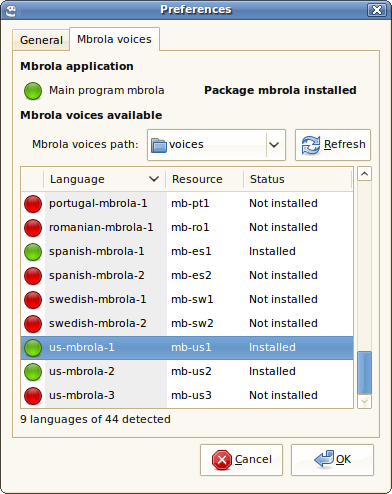 Preferences
General Mbrola voices
Mbrola application
Main program mbrola Package mbrola installed
Mbrola voices available
Mbrola voices path: voices Refresh
Language Resource Status
portugal-mbrola-1 mb-pt1 Not installed
romanian-mbrola-1 mb-ro1 Not installed
spanish-mbrola-1 mb-es1 Installed
spanish-mbrola-2 mb-es2 Not installed
swedish-mbrola-1 mb-sw1 Not installed
swedish-mbrola-2 mb-sw2 Not installed
us-mbrola-1 mb-us1 Installed
us-mbrola-2 mb-us2 Installed
us-mbrola-3 mb-us3 Not installed
9 languages of 44 detected
Cancel OK